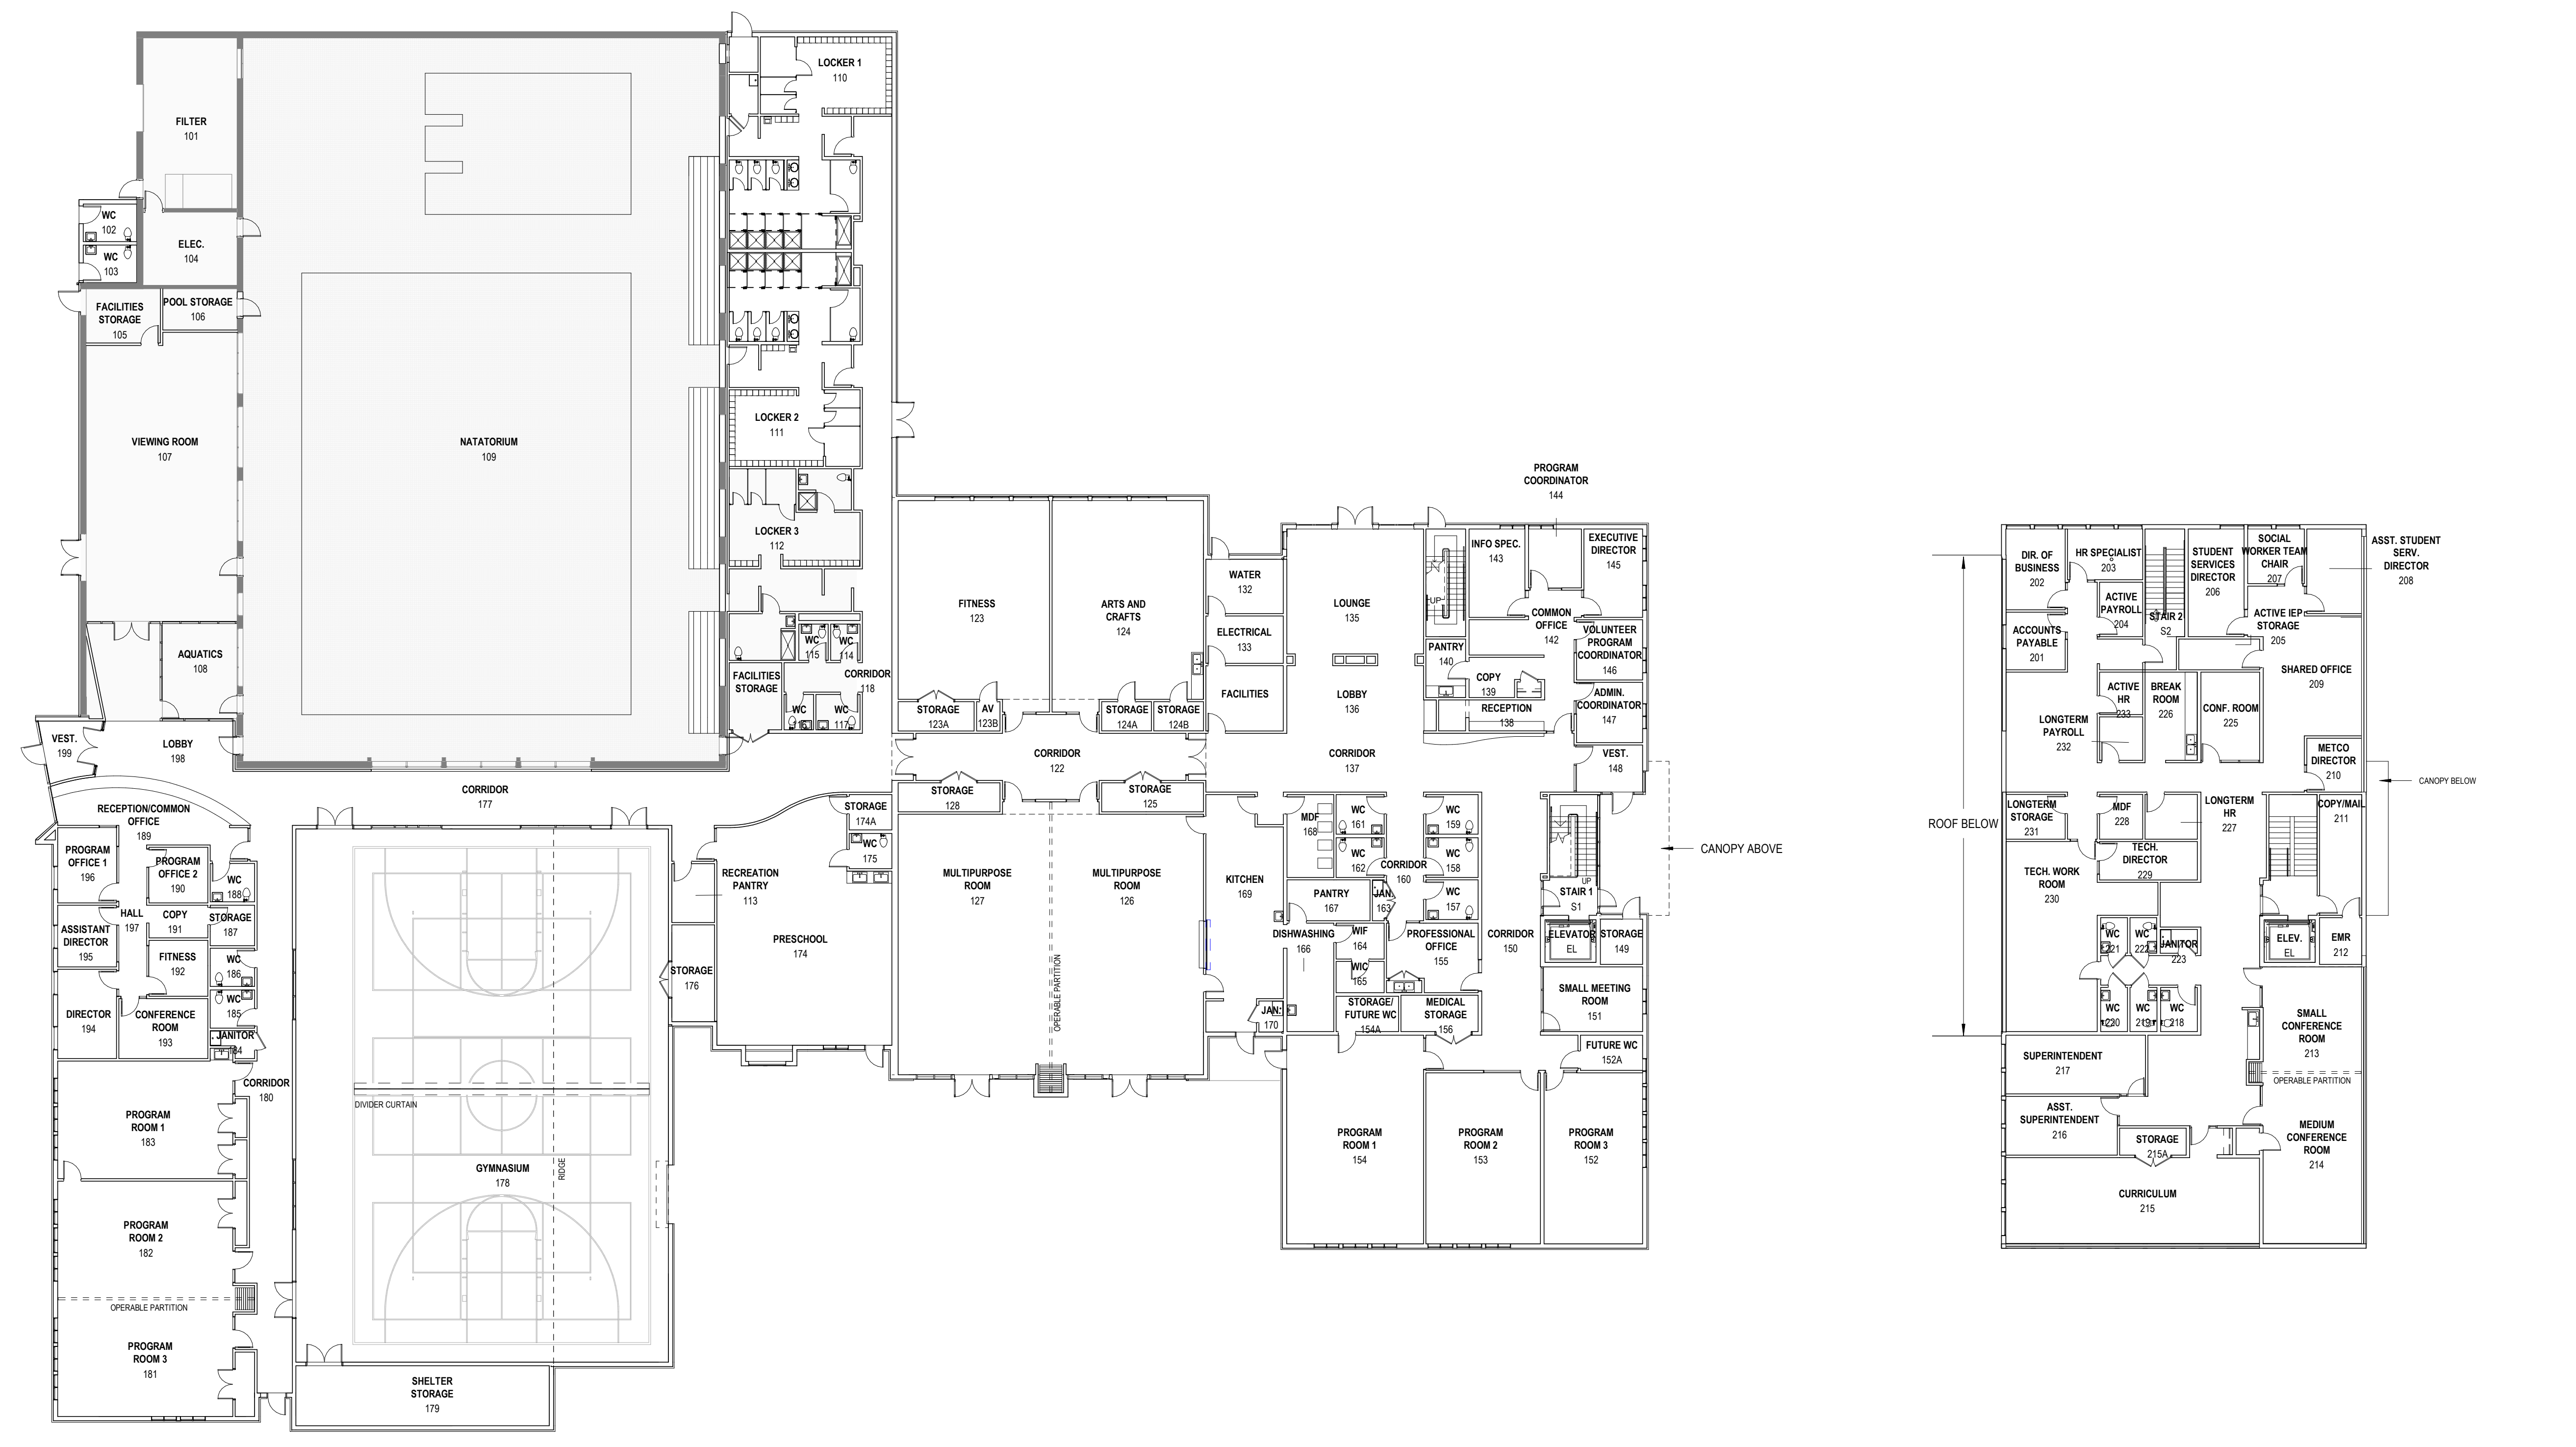 LOCKER 1
110
FILTER
101
WC
102
WC
103
ELEC.
104
FACILITIES
STORAGE
105
POOL STORAGE
106
VIEWING ROOM
107
NATATORIUM
109
LOCKER 2
111
LOCKER 3
112
AQUATICS
108
WC
115
WC
114
CORRIDOR
118
FACILITIES
STORAGE
WC
116
WC
117
VEST.
199
LOBBY
198
CORRIDOR
177
FITNESS
123
ARTS AND
CRAFTS
124
STORAGE
123A
AV
123B
STORAGE
124A
STORAGE
124B
CORRIDOR
122
STORAGE
128
STORAGE
125
WATER
132
ELECTRICAL
133
FACILITIES
LOUNGE
135
LOBBY
136
CORRIDOR
137
UP
PROGRAM
COORDINATOR
144
INFO SPEC.
143
EXECUTIVE
DIRECTOR
145
COMMON
OFFICE
142
VOLUNTEER
PROGRAM
COORDINATOR
146
PANTRY
140
COPY
139
ADMIN.
COORDINATOR
147
RECEPTION
138
VEST.
148
CANOPY ABOVE
RECEPTION/COMMON
OFFICE
189
PROGRAM
OFFICE 1
196
PROGRAM
OFFICE 2
190
WC
188
HALL
197
COPY
191
STORAGE
187
ASSISTANT
DIRECTOR
195
FITNESS
192
WC
186
WC
185
DIRECTOR
194
CONFERENCE
ROOM
193
JANITOR
184
CORRIDOR
180
PROGRAM
ROOM 1
183
PROGRAM
ROOM 2
182
OPERABLE PARTITION
PROGRAM
ROOM 3
181
DIVIDER CURTAIN
GYMNASIUM
178
RIDGE
SHELTER
STORAGE
179
RECREATION
PANTRY
113
STORAGE
174A
WC
175
PRESCHOOL
174
STORAGE
176
MULTIPURPOSE
ROOM
127
MULTIPURPOSE
ROOM
126
OPERABLE PARTITION
KITCHEN
169
MDF
168
WC
161
WC
162
WC
159
WC
158
CORRIDOR
160
WC
157
PANTRY
167
JAN.
163
DISHWASHING
166
WIF
164
WIC
165
PROFESSIONAL
OFFICE
155
CORRIDOR
150
UP
STAIR 1
S1
ELEVATOR
EL
STORAGE
149
JAN.
170
STORAGE/
FUTURE WC
154A
MEDICAL
STORAGE
156
SMALL MEETING
ROOM
151
FUTURE WC
152A
PROGRAM
ROOM 1
154
PROGRAM
ROOM 2
153
PROGRAM
ROOM 3
152
ROOF BELOW
DIR. OF
BUSINESS
202
HR SPECIALIST
203
ACTIVE
PAYROLL
204
STAIR 2
S2
STUDENT
SERVICES
DIRECTOR
206
SOCIAL
WORKER TEAM
CHAIR
207
ASST. STUDENT
SERV.
DIRECTOR
208
ACCOUNTS
PAYABLE
201
ACTIVE IEP
STORAGE
205
SHARED OFFICE
209
ACTIVE
HR
233
BREAK
ROOM
226
CONF. ROOM
225
LONGTERM
PAYROLL
232
METCO
DIRECTOR
210
CANOPY BELOW
LONGTERM
STORAGE
231
MDF
228
LONGTERM
HR
227
COPY/MAIL
211
TECH.
DIRECTOR
229
TECH. WORK
ROOM
230
WC
221
WC
222
JANITOR
223
ELEV.
EL
EMR
212
WC
220
WC
219
WC
218
SMALL
CONFERENCE
ROOM
213
OPERABLE PARTITION
SUPERINTENDENT
217
ASST.
SUPERINTENDENT
216
STORAGE
215A
MEDIUM
CONFERENCE
ROOM
214
CURRICULUM
215